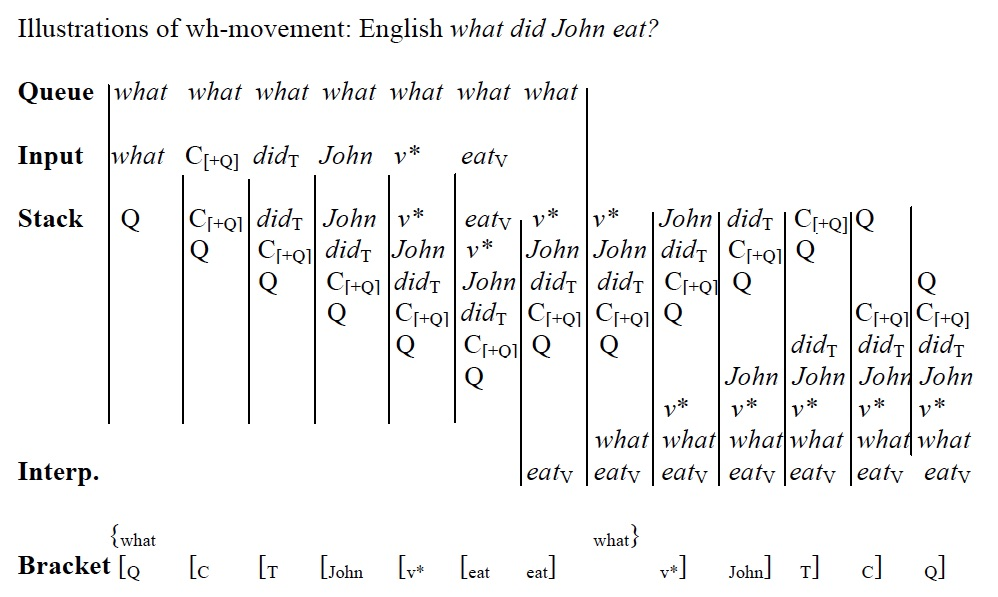 Illustrations of wh-movement: English what did John eat?
Queue what what what what what what what
Input what C[+Q] didT John v* eatV
Stack Q C[+Q] didT John v* eatV v* v* John didT C[+Q] Q
Q C[+Q] didT John v* John John didT C[+Q] Q
Q C[+Q] didT John didT didT C[+Q] Q Q
Q C[+Q] didT C[+Q] C[+Q] Q C[+Q] C[+Q]
Q C[+Q] Q Q didT didT didT
Q John John John John
v* v* v* v* v*
what what what what what what
Interp. eatV eatV eatV eatV eatV eatV eatV
{what what}
Bracket [Q [C [T [John [v* [eat eat] v*] John] T] C] Q]